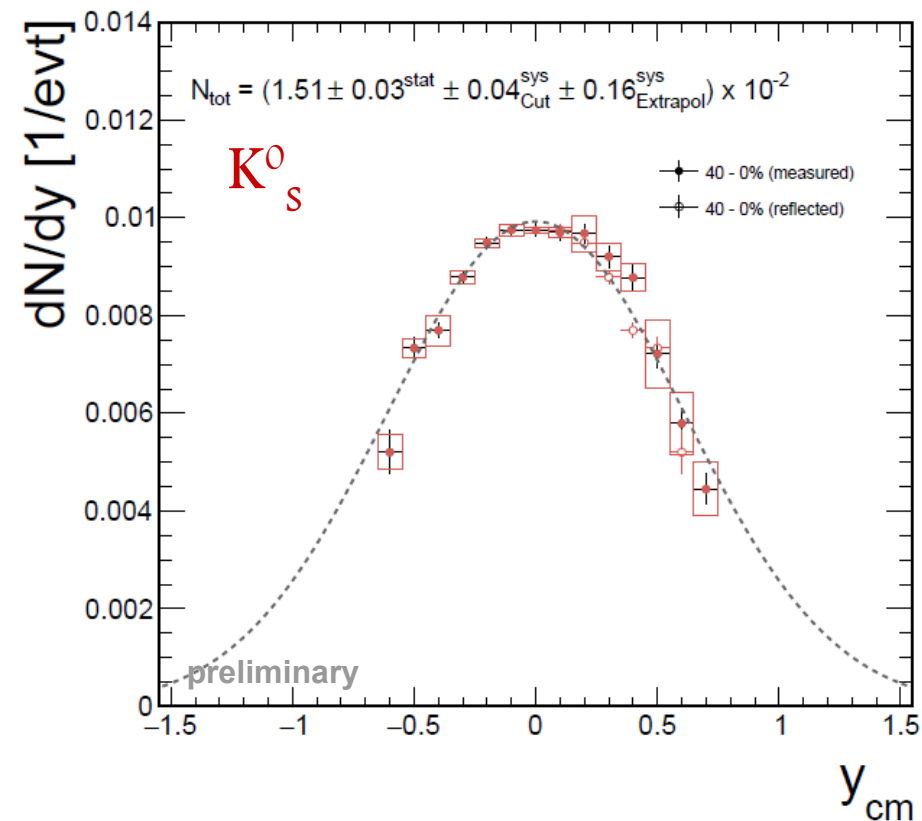 dN/dy [1/evt]
0.014
N_tot = (1.51± 0.03^stat ± 0.04^sys_Cut ± 0.16^sys_Extrapol) x 10^-2
0.012
K^0_s
40 - 0% (measured)
40 - 0% (reflected)
0.01
0.008
0.006
0.004
0.002
preliminary
0
−1.5 −1 −0.5 0 0.5 1 1.5
y_cm